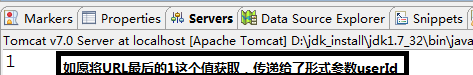 Markers Properties Servers Data Source Explorer Snippets
Tomcat v7.0 Server at localhost [Apache Tomcat] D:\jdk_install\jdk1.7_32\bin\java
1
如愿将URL最后的1这个值获取，传递给了形式参数userId